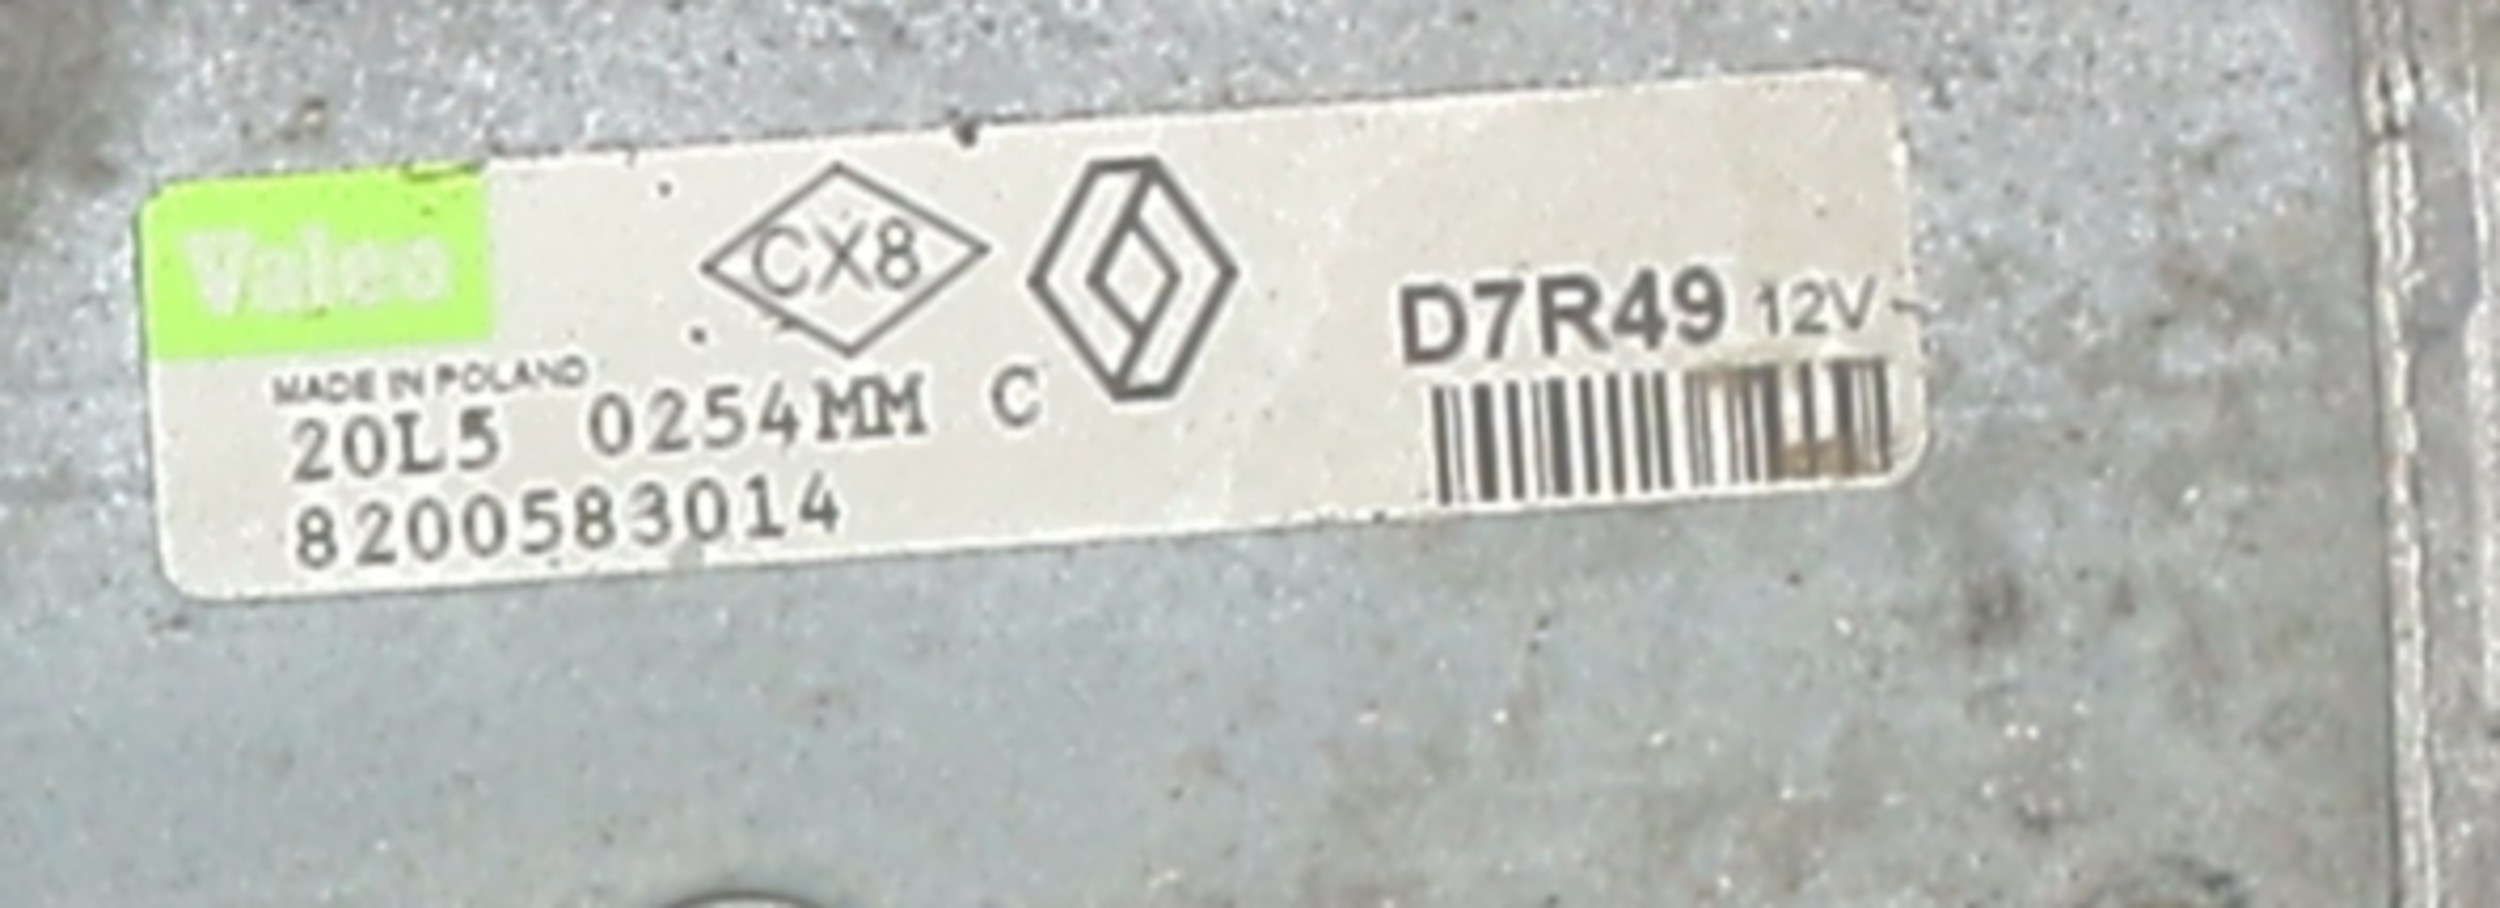 Valeo
CX8
D7R49 12V
MADE IN POLAND
20L5 0254MM C
8200583014